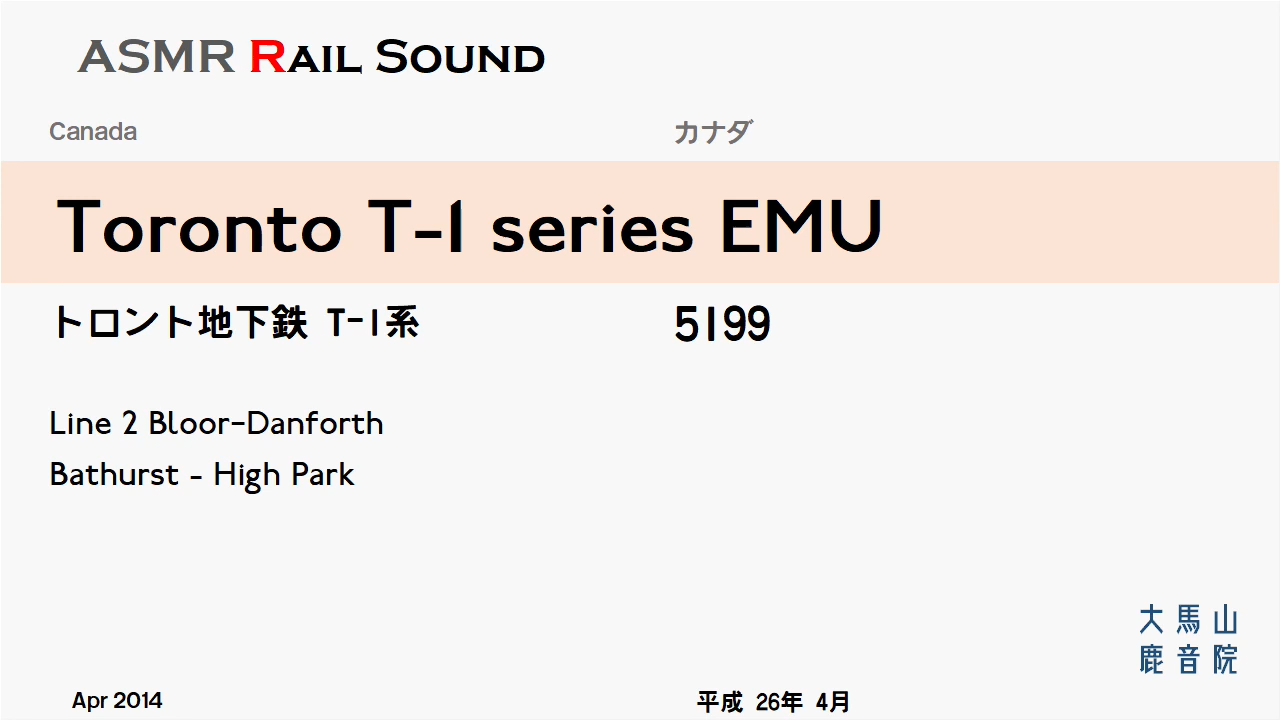 ASMR Rail Sound
Canada
カナダ
Toronto T-1 series EMU
トロント地下鉄 T-1系
5199
Line 2 Bloor-Danforth
Bathurst - High Park
大馬山
鹿音院
Apr 2014
平成 26年 4月